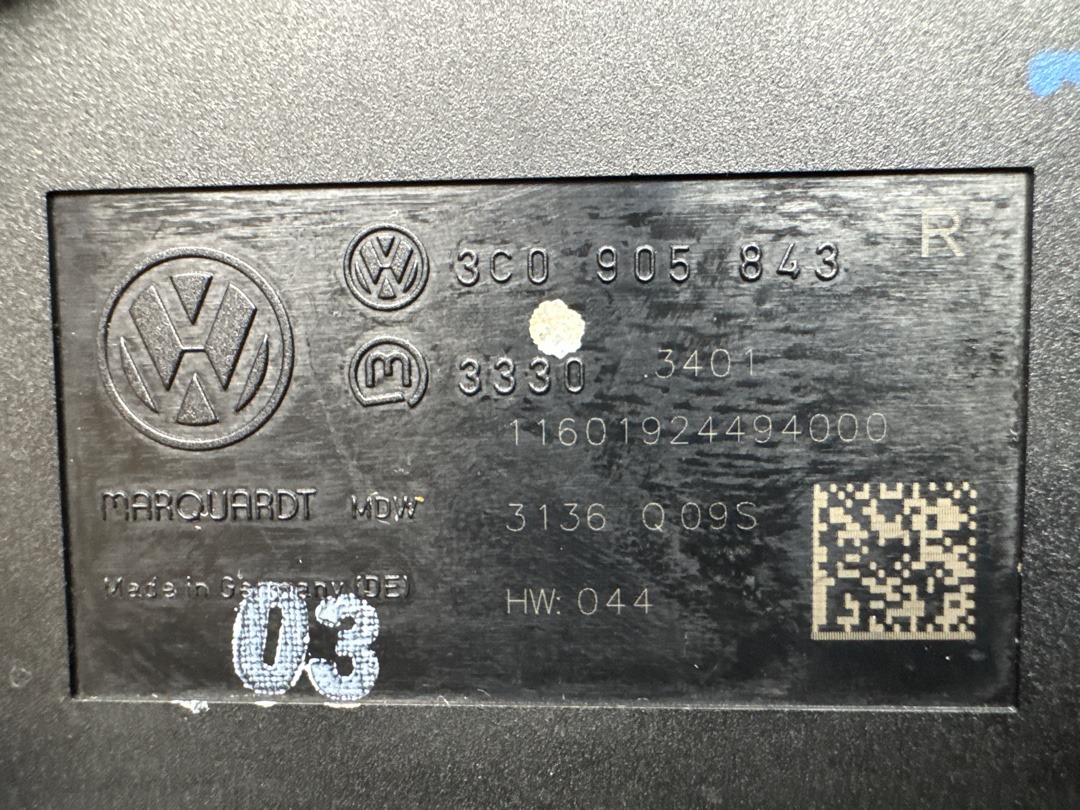 3C0 905 843 R
3330 .3401
11601924494000
MARQUARDT MDW 3136 Q09S
Made in Germany (DE) HW: 044
03